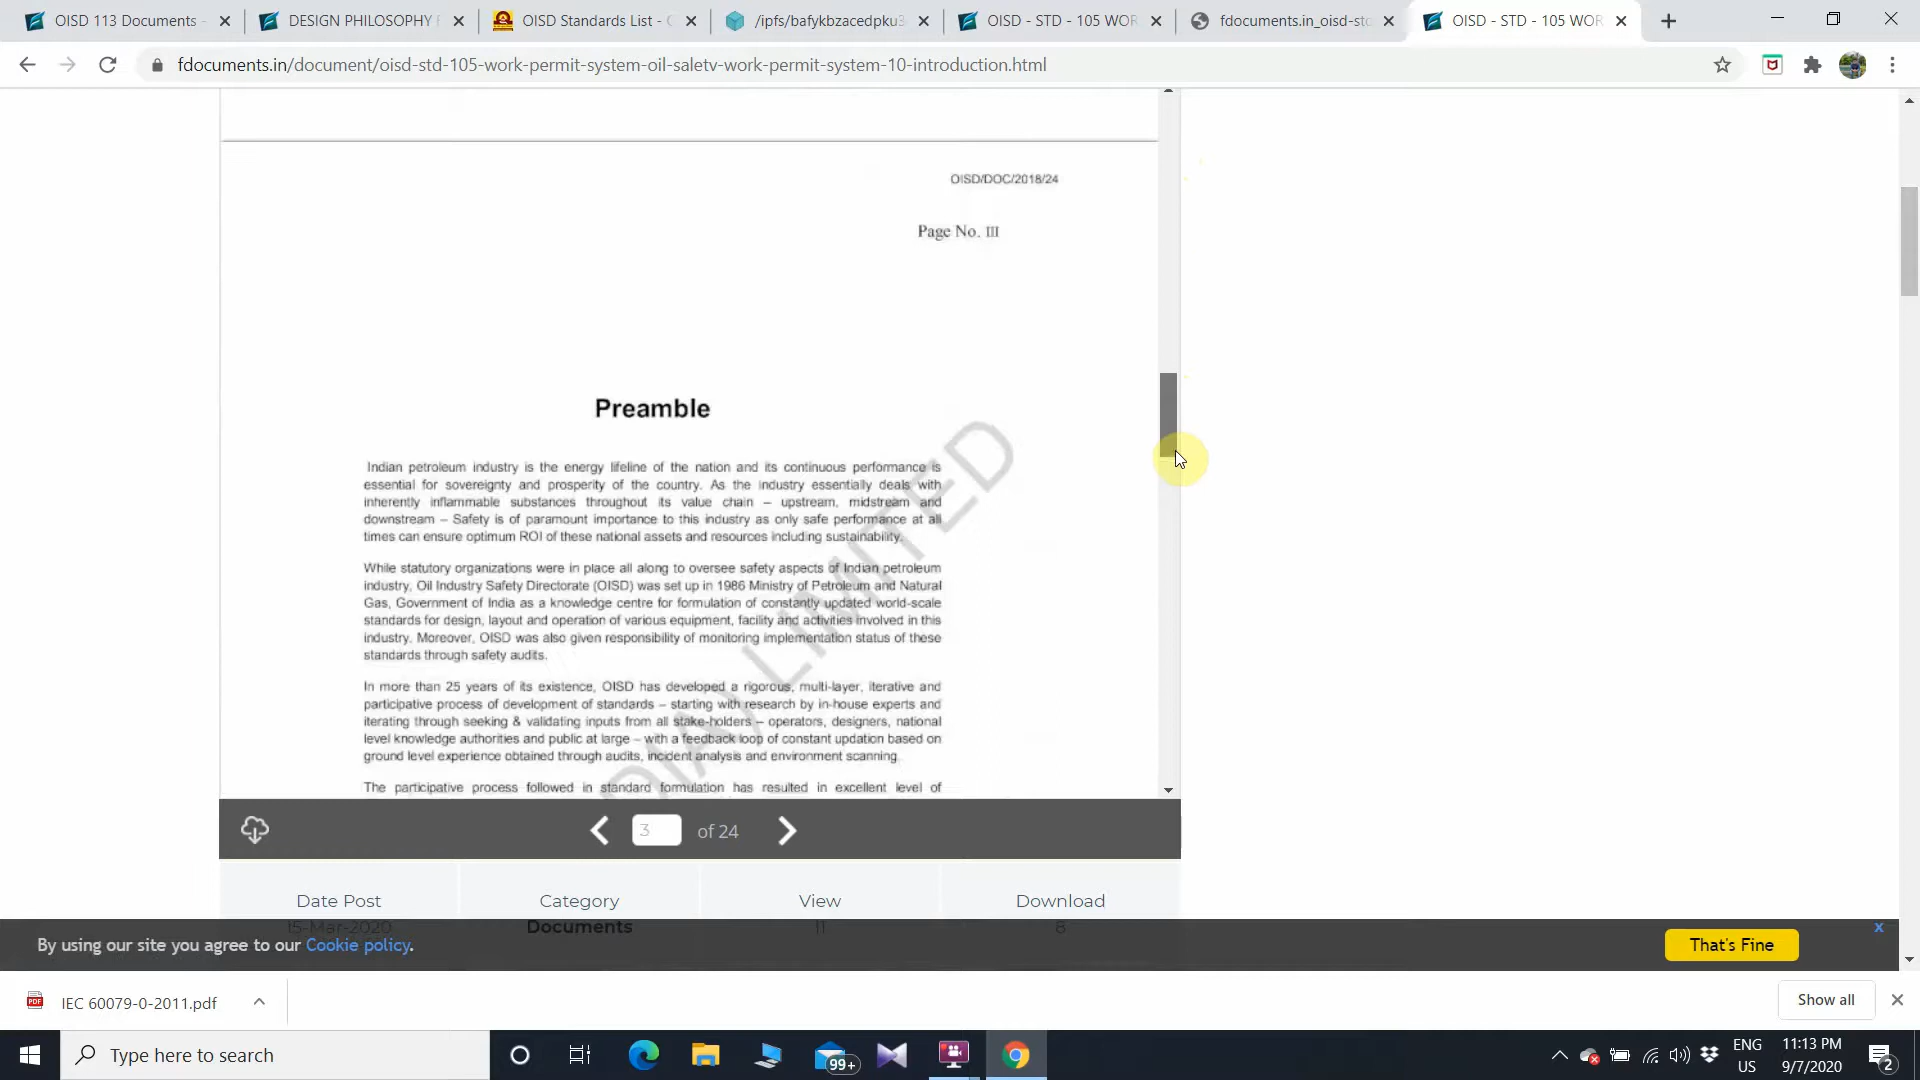 OISD 113 Documents -
DESIGN PHILOSOPHY F
OISD Standards List - O
/ipfs/bafykbzacedpku3
OISD - STD - 105 WOR
fdocuments.in_oisd-std
OISD - STD - 105 WOR
fdocuments.in/document/oisd-std-105-work-permit-system-oil-saletv-work-permit-system-10-introduction.html
OISD/DOC/2018/24
Page No. III
Preamble
Indian petroleum industry is the energy lifeline of the nation and its continuous performance is
essential for sovereignty and prosperity of the country. As the industry essentially deals with
inherently inflammable substances throughout its value chain – upstream, midstream and
downstream – Safety is of paramount importance to this industry as only safe performance at all
times can ensure optimum ROI of these national assets and resources including sustainability.
While statutory organizations were in place all along to oversee safety aspects of Indian petroleum
industry, Oil Industry Safety Directorate (OISD) was set up in 1986 Ministry of Petroleum and Natural
Gas, Government of India as a knowledge centre for formulation of constantly updated world-scale
standards for design, layout and operation of various equipment, facility and activities involved in this
industry. Moreover, OISD was also given responsibility of monitoring implementation status of these
standards through safety audits.
In more than 25 years of its existence, OISD has developed a rigorous, multi-layer, iterative and
participative process of development of standards – starting with research by in-house experts and
iterating through seeking & validating inputs from all stake-holders – operators, designers, national
level knowledge authorities and public at large – with a feedback loop of constant updation based on
ground level experience obtained through audits, incident analysis and environment scanning.
The participative process followed in standard formulation has resulted in excellent level of
DIA) LIMITED
3 of 24
Date Post
Category
View
Download
15-Mar-2020
Documents
11
8
By using our site you agree to our Cookie policy.
That's Fine
x
IEC 60079-0-2011.pdf
Show all
Type here to search
99+
ENG
US
11:13 PM
9/7/2020
2